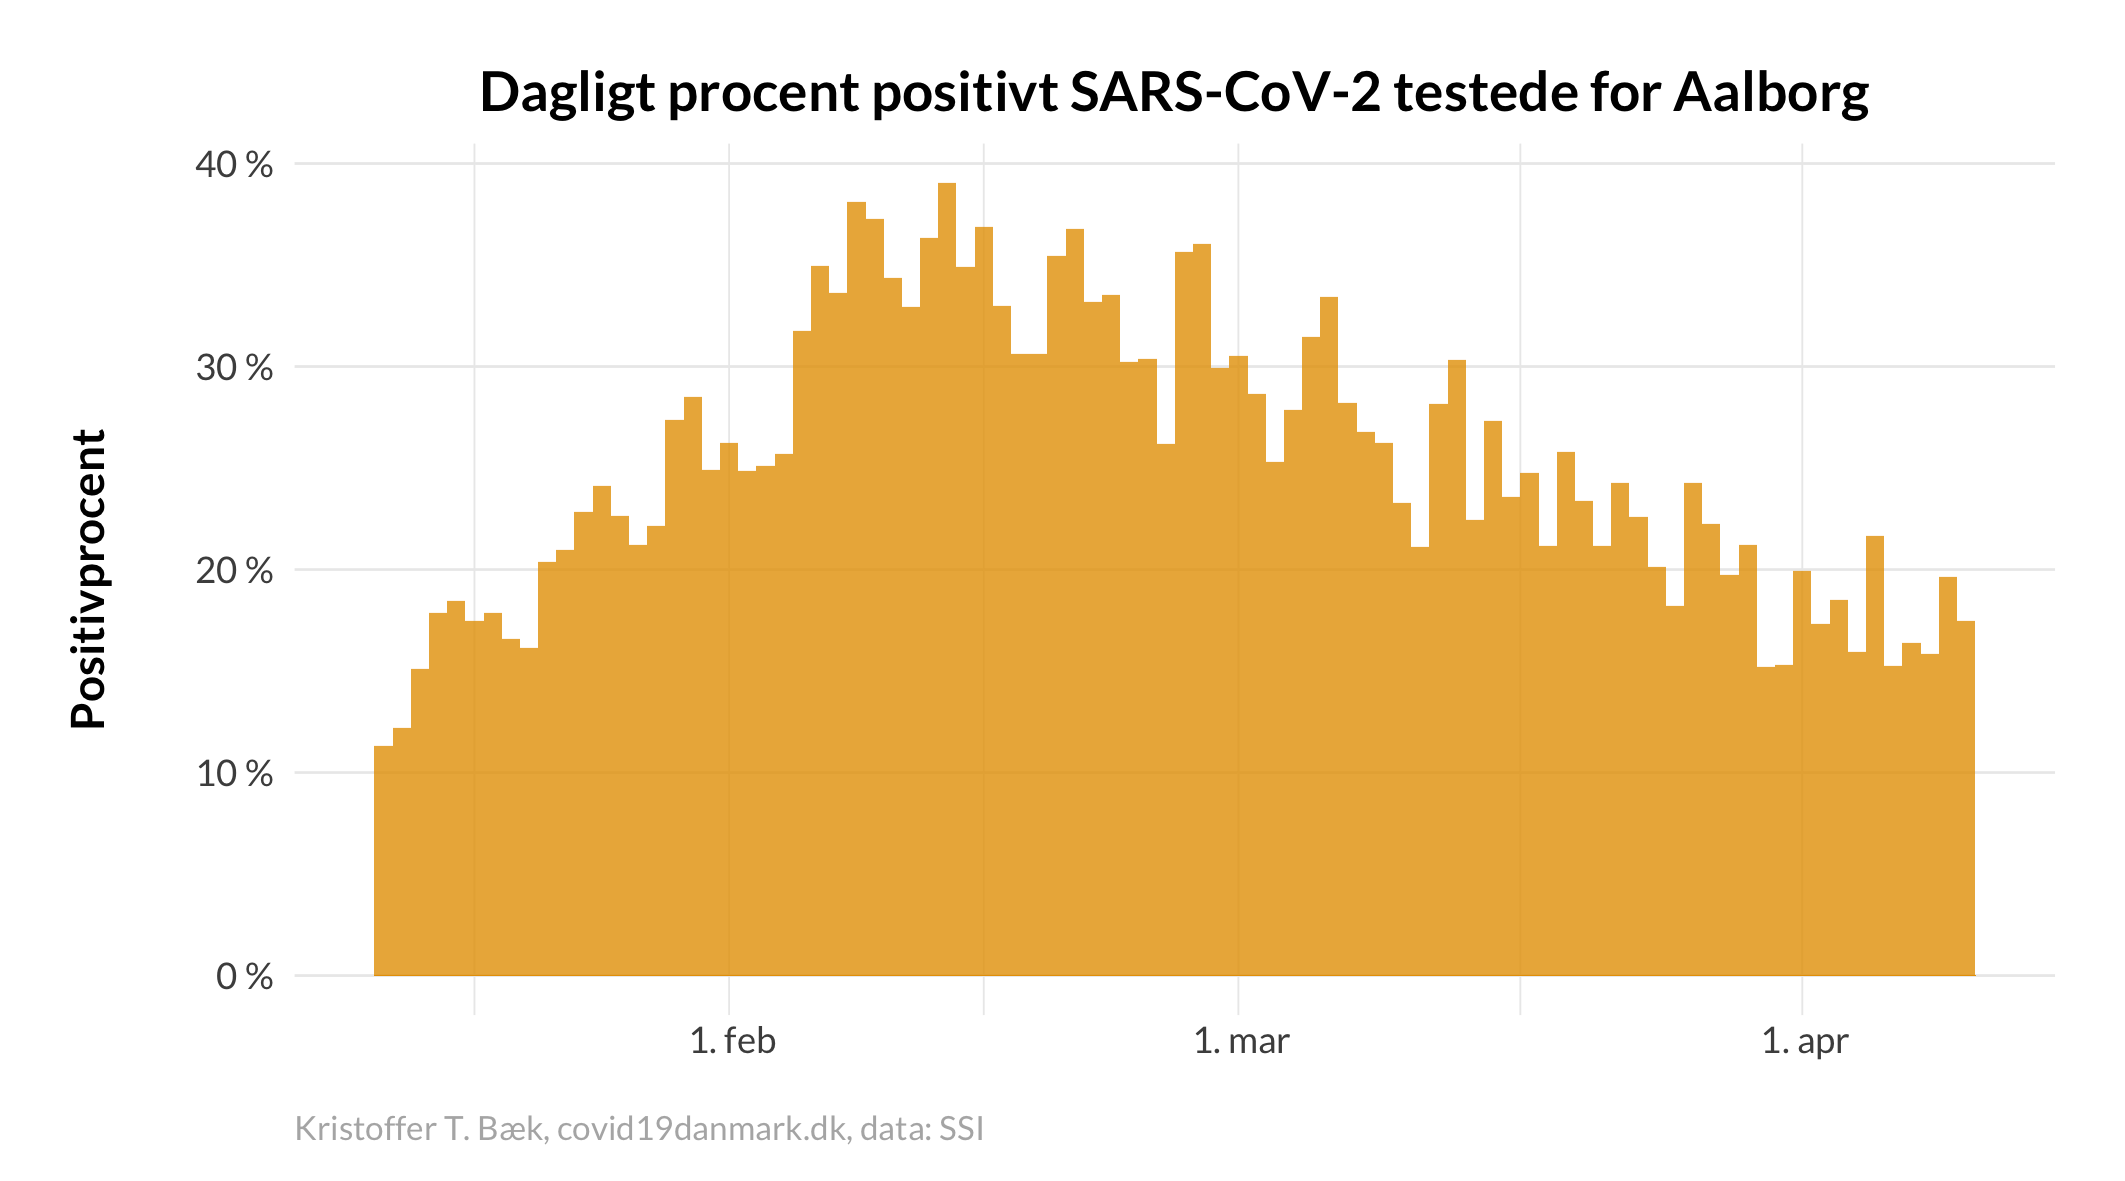 Dagligt procent positivt SARS-CoV-2 testede for Aalborg
Positivprocent
40 %
30 %
20 %
10 %
0 %
1. feb
1. mar
1. apr
Kristoffer T. Bæk, covid19danmark.dk, data: SSI